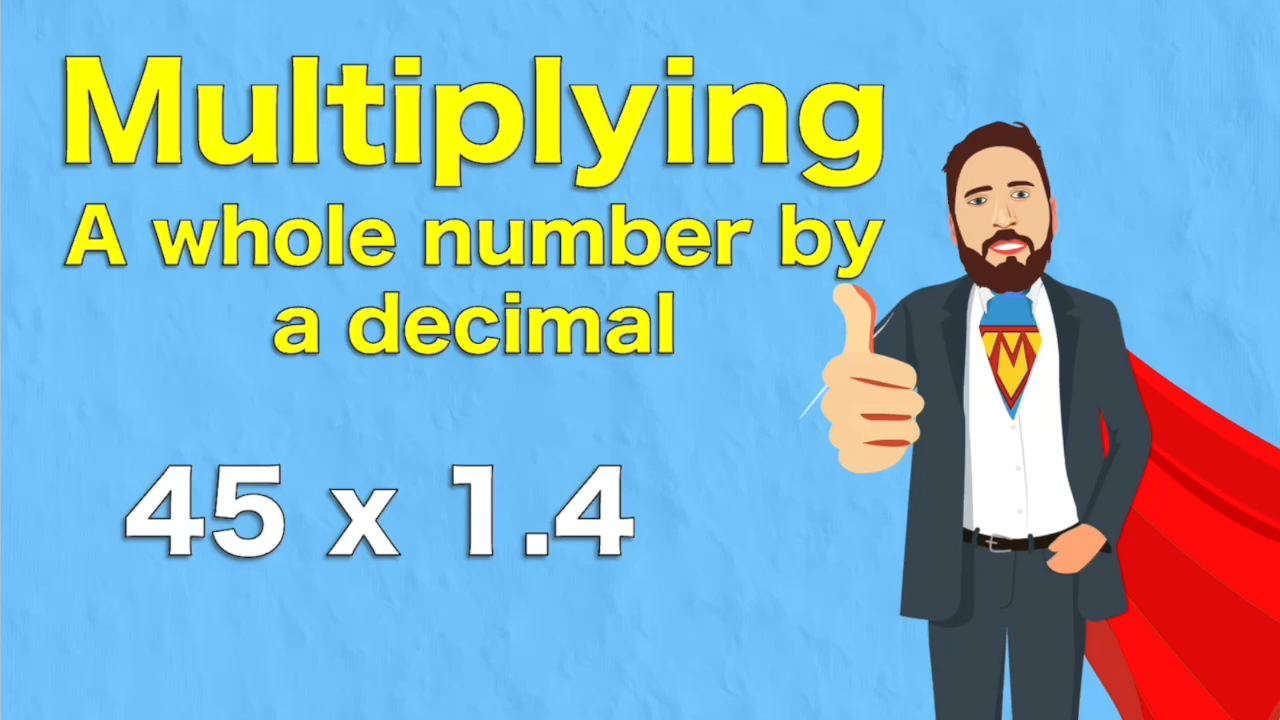 Multiplying
A whole number by
a decimal
M
45 x 1.4